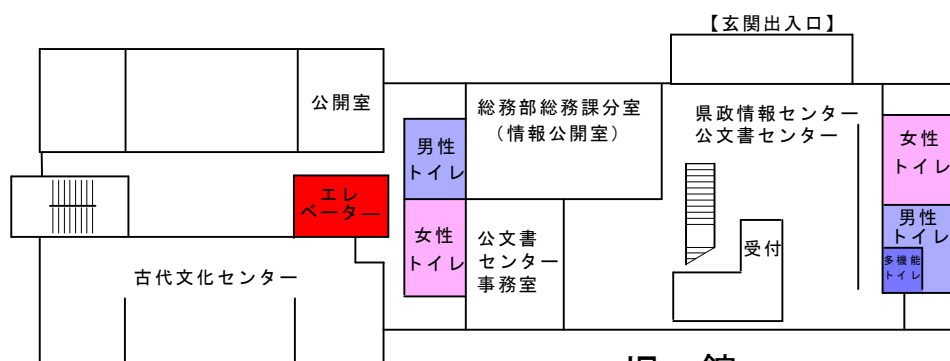 【玄関出入口】
公開室
総務部総務課分室
（情報公開室）
県政情報センター
公文書センター
男性
トイレ
女性
トイレ
エレ
ベーター
女性
トイレ
公文書
センター
事務室
受付
男性
トイレ
多機能
トイレ
古代文化センター